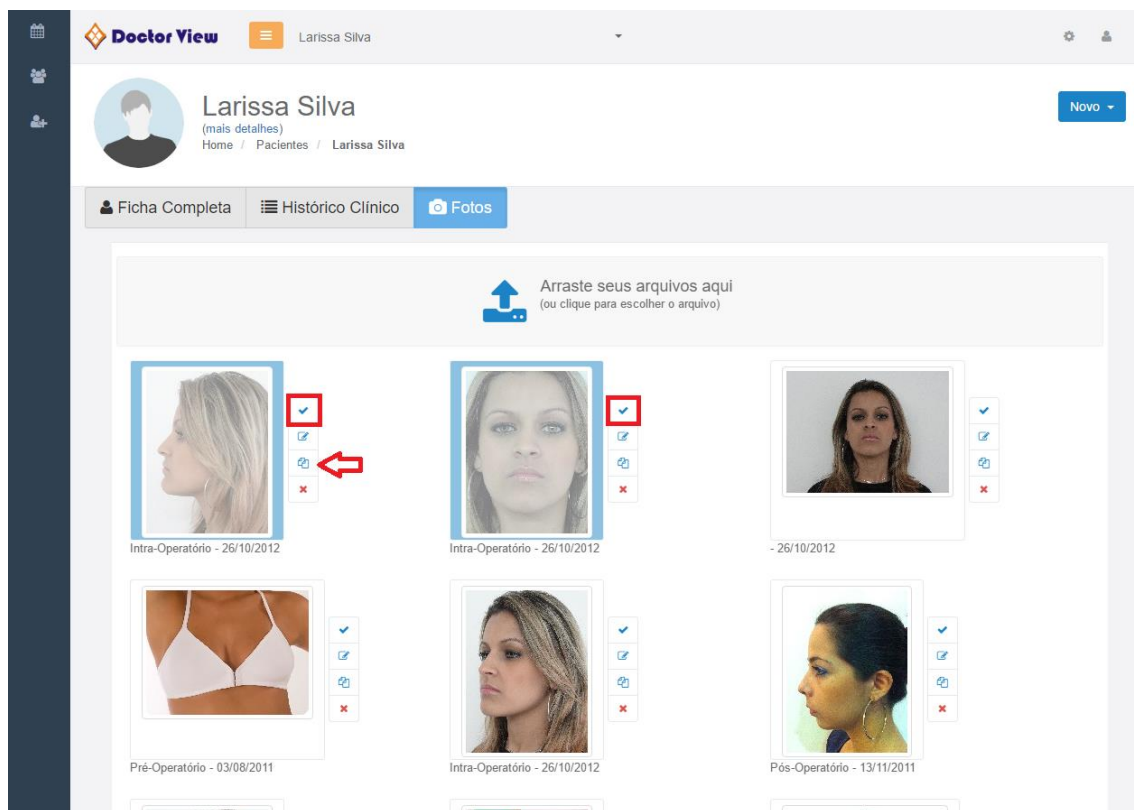 Doctor View
Larissa Silva
Larissa Silva
(mais detalhes)
Home / Pacientes / Larissa Silva
Novo
Ficha Completa
Histórico Clínico
Fotos
Arraste seus arquivos aqui
(ou clique para escolher o arquivo)
Intra-Operatório - 26/10/2012
Intra-Operatório - 26/10/2012
- 26/10/2012
Pré-Operatório - 03/08/2011
Intra-Operatório - 26/10/2012
Pós-Operatório - 13/11/2011